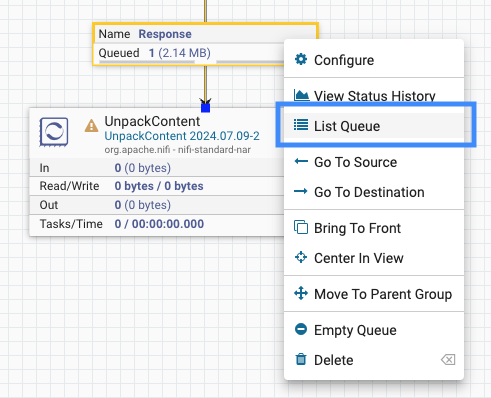 Name Response
Queued 1 (2.14 MB)
UnpackContent
UnpackContent 2024.07.09-2
org.apache.nifi - nifi-standard-nar
In 0 (0 bytes)
Read/Write 0 bytes / 0 bytes
Out 0 (0 bytes)
Tasks/Time 0 / 00:00:00.000
Configure
View Status History
List Queue
Go To Source
Go To Destination
Bring To Front
Center In View
Move To Parent Group
Empty Queue
Delete